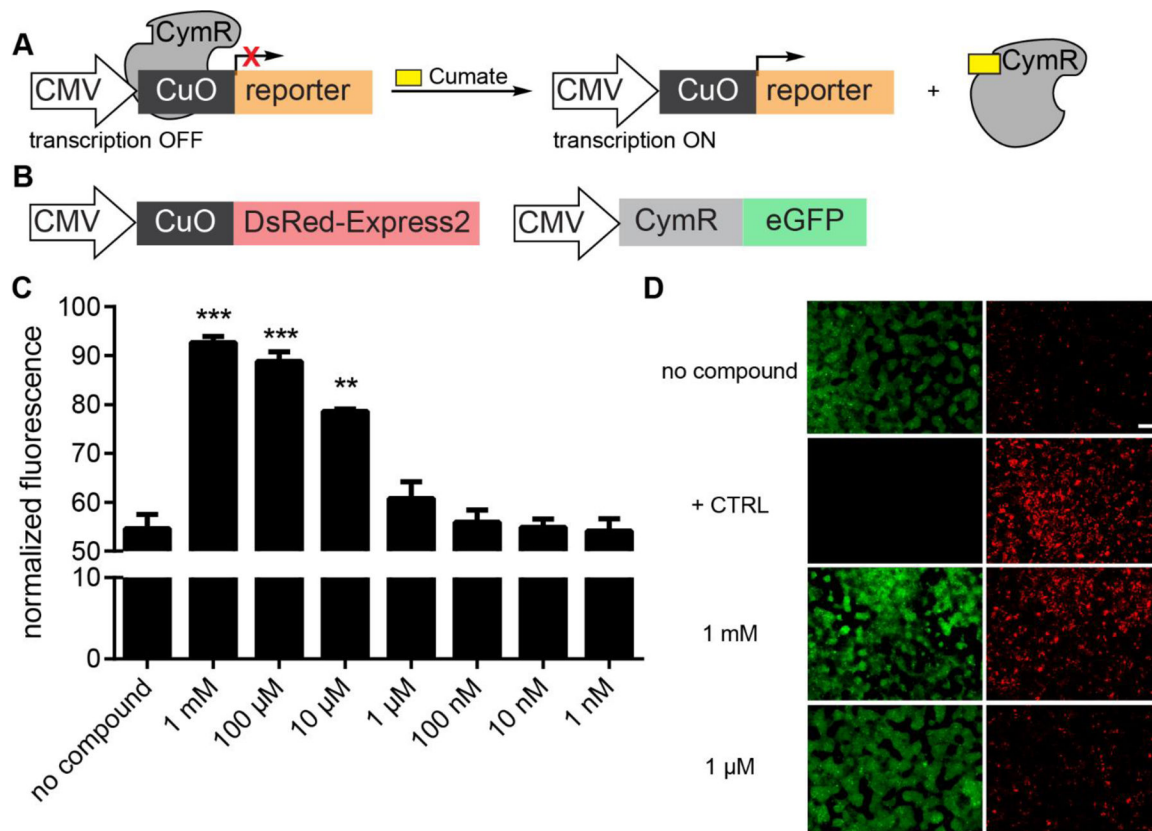 A
CymR
X
CMV
CuO
reporter
transcription OFF
Cumate
CMV
CuO
reporter
transcription ON
+
CymR
B
CMV
CuO
DsRed-Express2
CMV
CymR
eGFP
C
normalized fluorescence
100
90
80
70
60
50
10
0
***
***
**
no compound
1 mM
100 µM
10 µM
1 µM
100 nM
10 nM
1 nM
D
no compound
+ CTRL
1 mM
1 µM